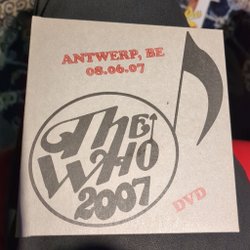 ANTWERP, BE
08.06.07
THE
WHO
2007
DVD